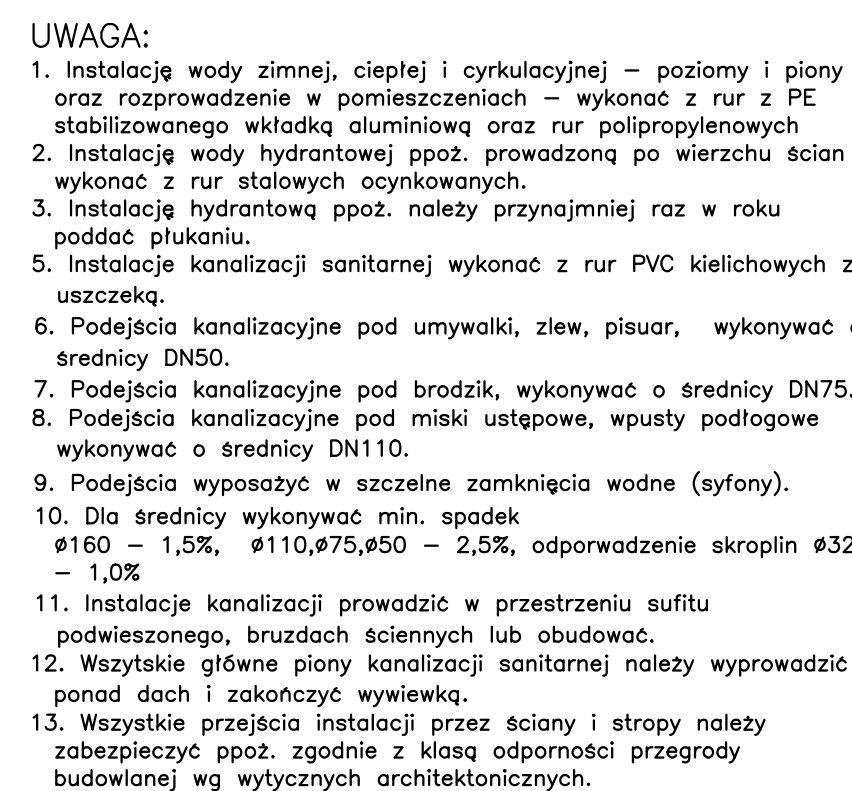 UWAGA:
1. Instalację wody zimnej, ciepłej i cyrkulacyjnej – poziomy i piony
oraz rozprowadzenie w pomieszczeniach – wykonać z rur z PE
stabilizowanego wkładką aluminiową oraz rur polipropylenowych
2. Instalację wody hydrantowej ppoż. prowadzoną po wierzchu ścian
wykonać z rur stalowych ocynkowanych.
3. Instalację hydrantową ppoż. należy przynajmniej raz w roku
poddać płukaniu.
5. Instalacje kanalizacji sanitarnej wykonać z rur PVC kielichowych z
uszczeką.
6. Podejścia kanalizacyjne pod umywalki, zlew, pisuar, wykonywać
średnicy DN50.
7. Podejścia kanalizacyjne pod brodzik, wykonywać o średnicy DN75.
8. Podejścia kanalizacyjne pod miski ustępowe, wpusty podłogowe
wykonywać o średnicy DN110.
9. Podejścia wyposażyć w szczelne zamknięcia wodne (syfony).
10. Dla średnicy wykonywać min. spadek
ø160 – 1,5%, ø110,ø75,ø50 – 2,5%, odporwadzenie skroplin ø32
– 1,0%
11. Instalacje kanalizacji prowadzić w przestrzeniu sufitu
podwieszonego, bruzdach ściennych lub obudować.
12. Wszytskie główne piony kanalizacji sanitarnej należy wyprowadzić
ponad dach i zakończyć wywiewką.
13. Wszystkie przejścia instalacji przez ściany i stropy należy
zabezpieczyć ppoż. zgodnie z klasą odporności przegrody
budowlanej wg wytycznych architektonicznych.